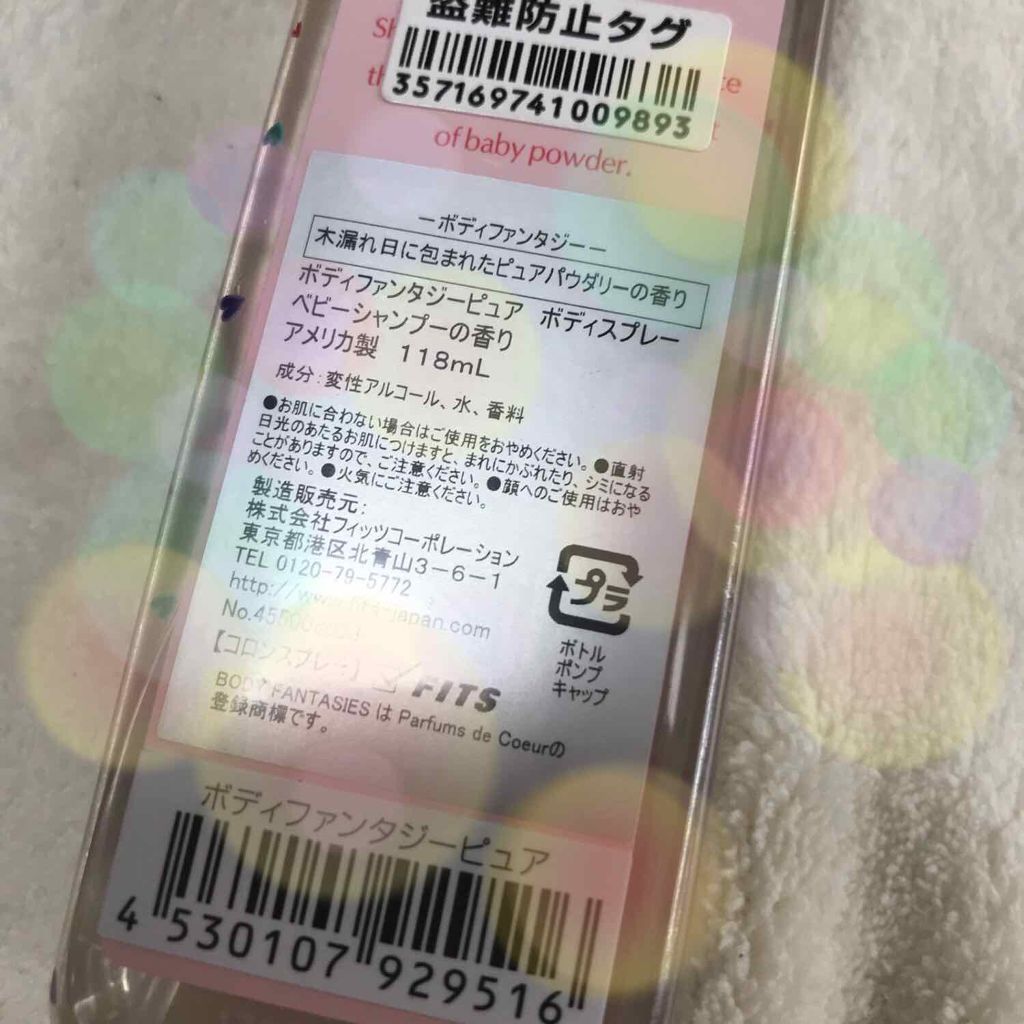 盗難防止タグ
357169741009893
of baby powder.
ーボディファンタジーー
木漏れ日に包まれたピュアパウダリーの香り
ボディファンタジーピュア ボディスプレー
ベビーシャンプーの香り
アメリカ製 118mL
成分:変性アルコール、水、香料
●お肌に合わない場合はご使用をおやめください。●直射
日光のあたるお肌につけますと、まれにかぶれたり、シミになる
ことがありますので、ご注意ください。●顔へのご使用はおや
めください。●火気にご注意ください。
製造販売元:
株式会社フィッツコーポレーション
東京都港区北青山3-6-1
TEL 0120-79-5772
http://www.fits-japan.com
【コロンスプレー】
FITS
BODY FANTASIES は Parfums de Coeurの
登録商標です。
プラ
ボトル
ポンプ
キャップ
ボディファンタジーピュア
4 530107 929516